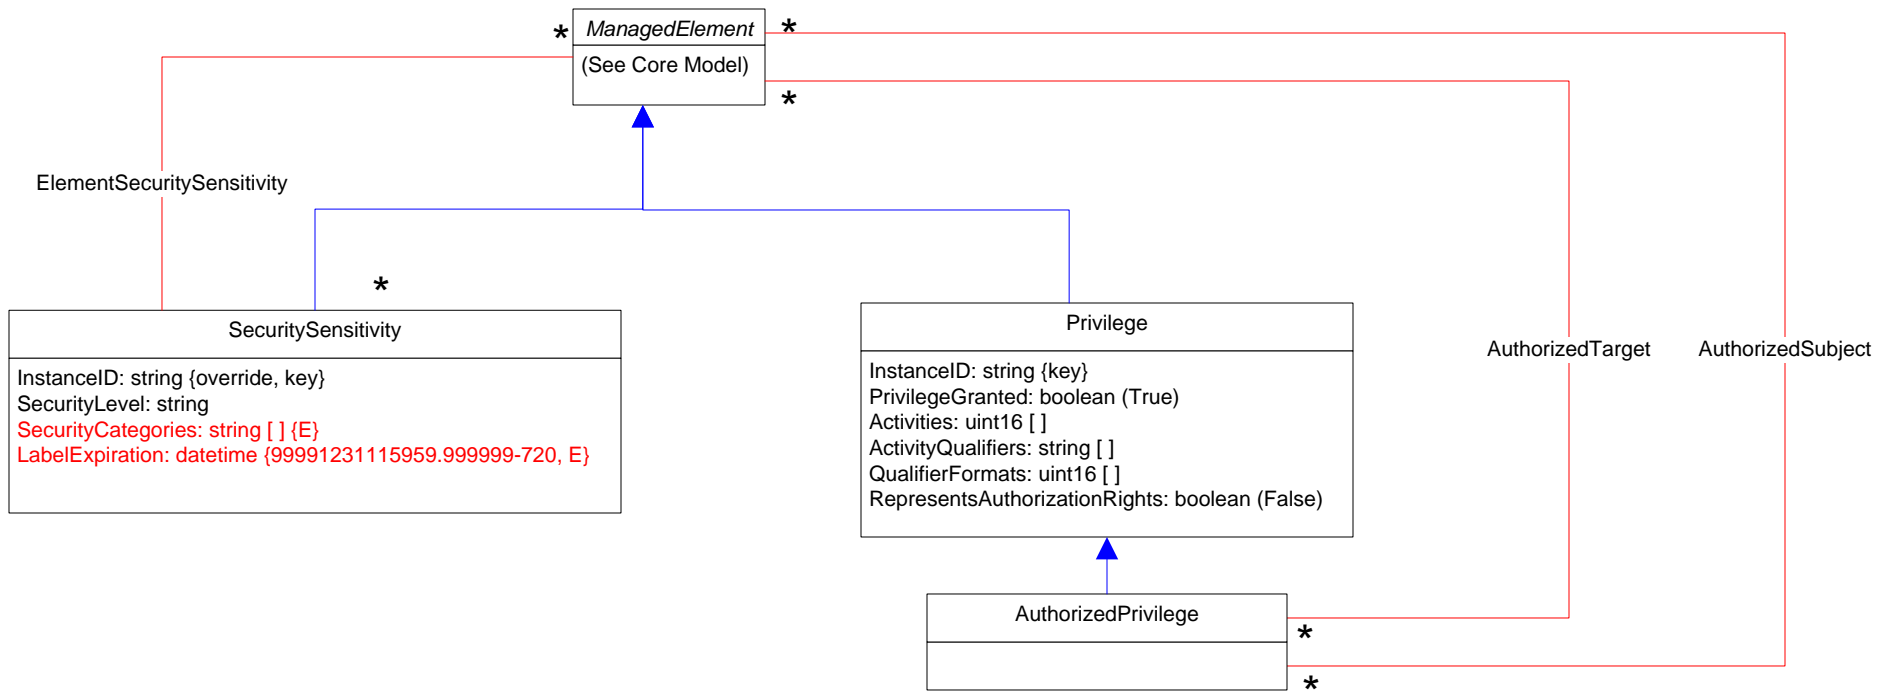 * ManagedElement *
(See Core Model)
*
ElementSecuritySensitivity
*
SecuritySensitivity
InstanceID: string {override, key}
SecurityLevel: string
SecurityCategories: string [ ] {E}
LabelExpiration: datetime {99991231115959.999999-720, E}
Privilege
InstanceID: string {key}
PrivilegeGranted: boolean (True)
Activities: uint16 [ ]
ActivityQualifiers: string [ ]
QualifierFormats: uint16 [ ]
RepresentsAuthorizationRights: boolean (False)
AuthorizedTarget
AuthorizedSubject
AuthorizedPrivilege
*
*